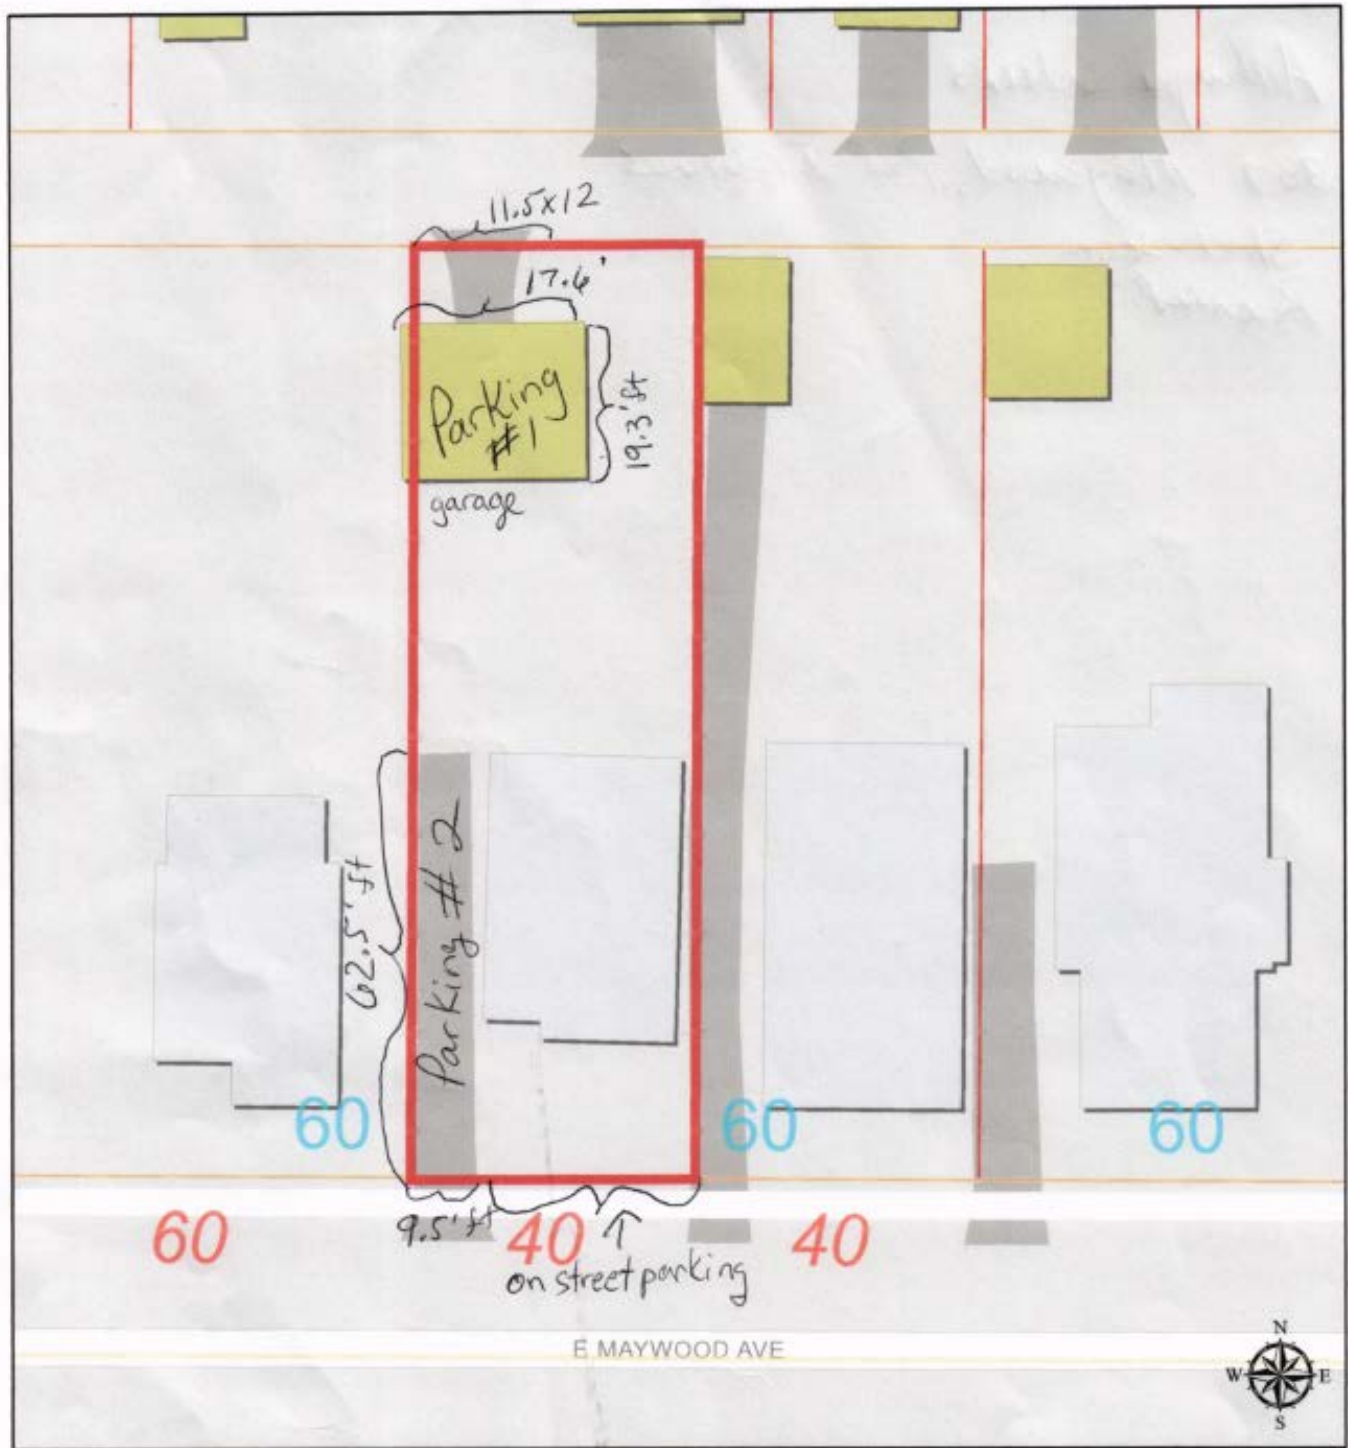 11.5x12
17.6'
Parking
#1
19.3'ft
garage
Parking #2
62.5'ft
60
60
60
60
9.5'ft
40
40
on street parking
E MAYWOOD AVE
N
W
E
S